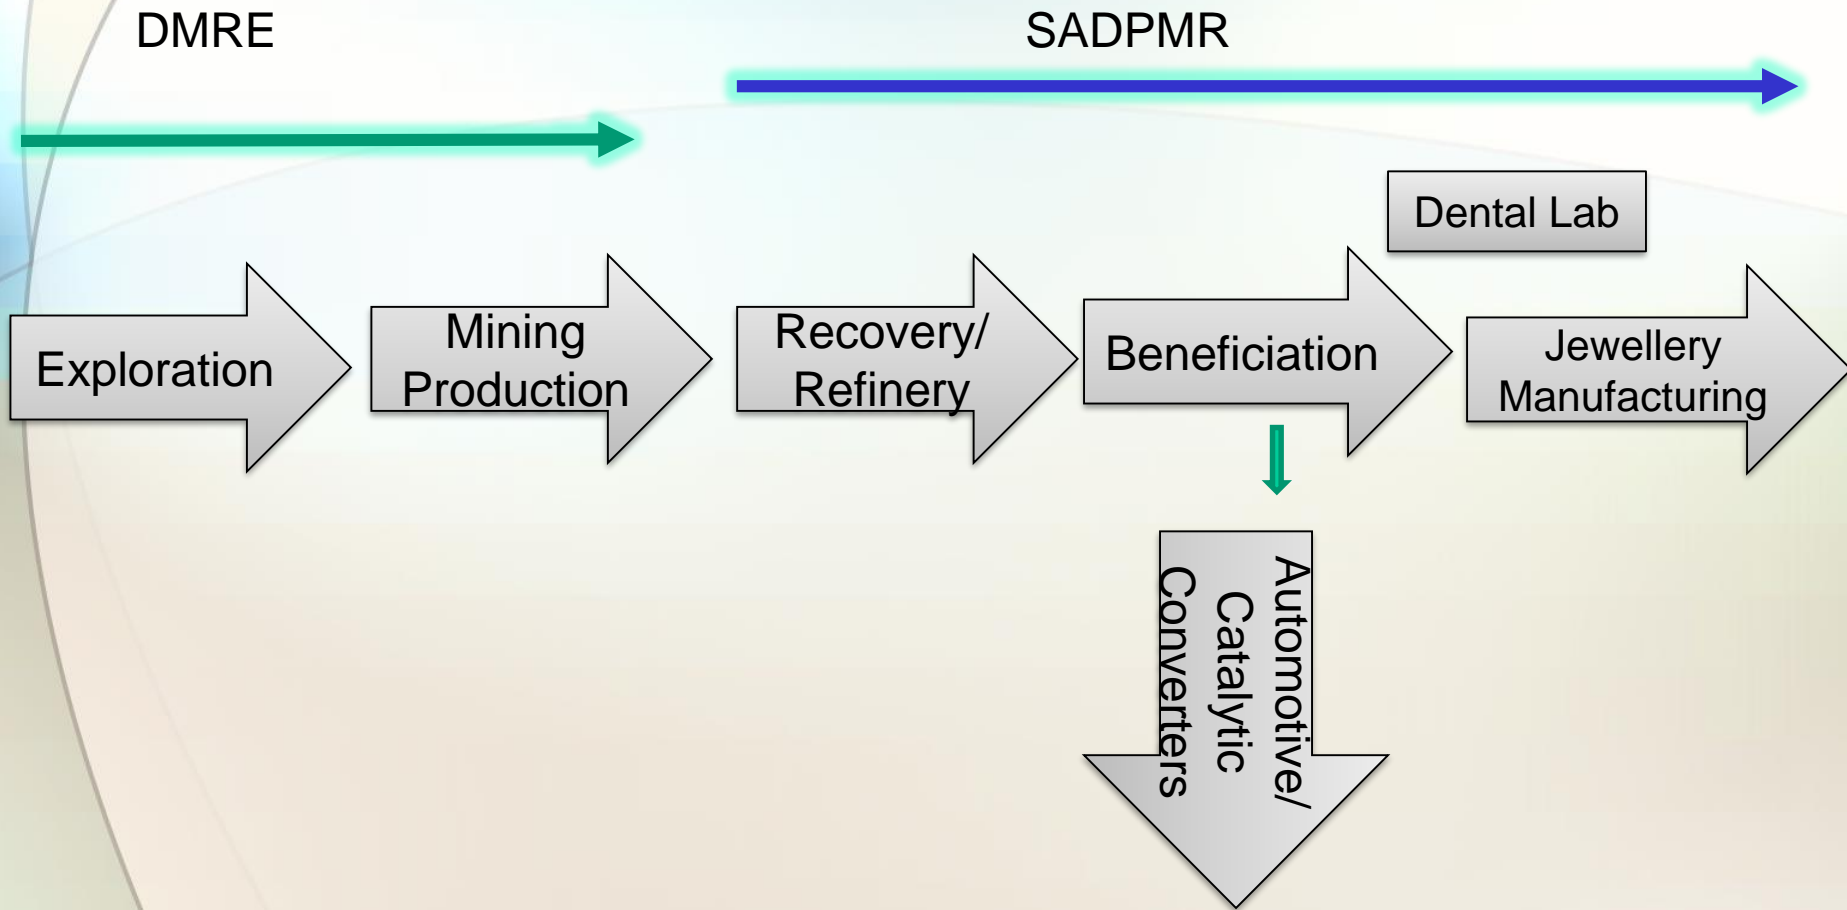 DMRE
SADPMR
Dental Lab
Exploration
Mining
Production
Recovery/
Refinery
Beneficiation
Jewellery
Manufacturing
Automotive/
Catalytic
Converters